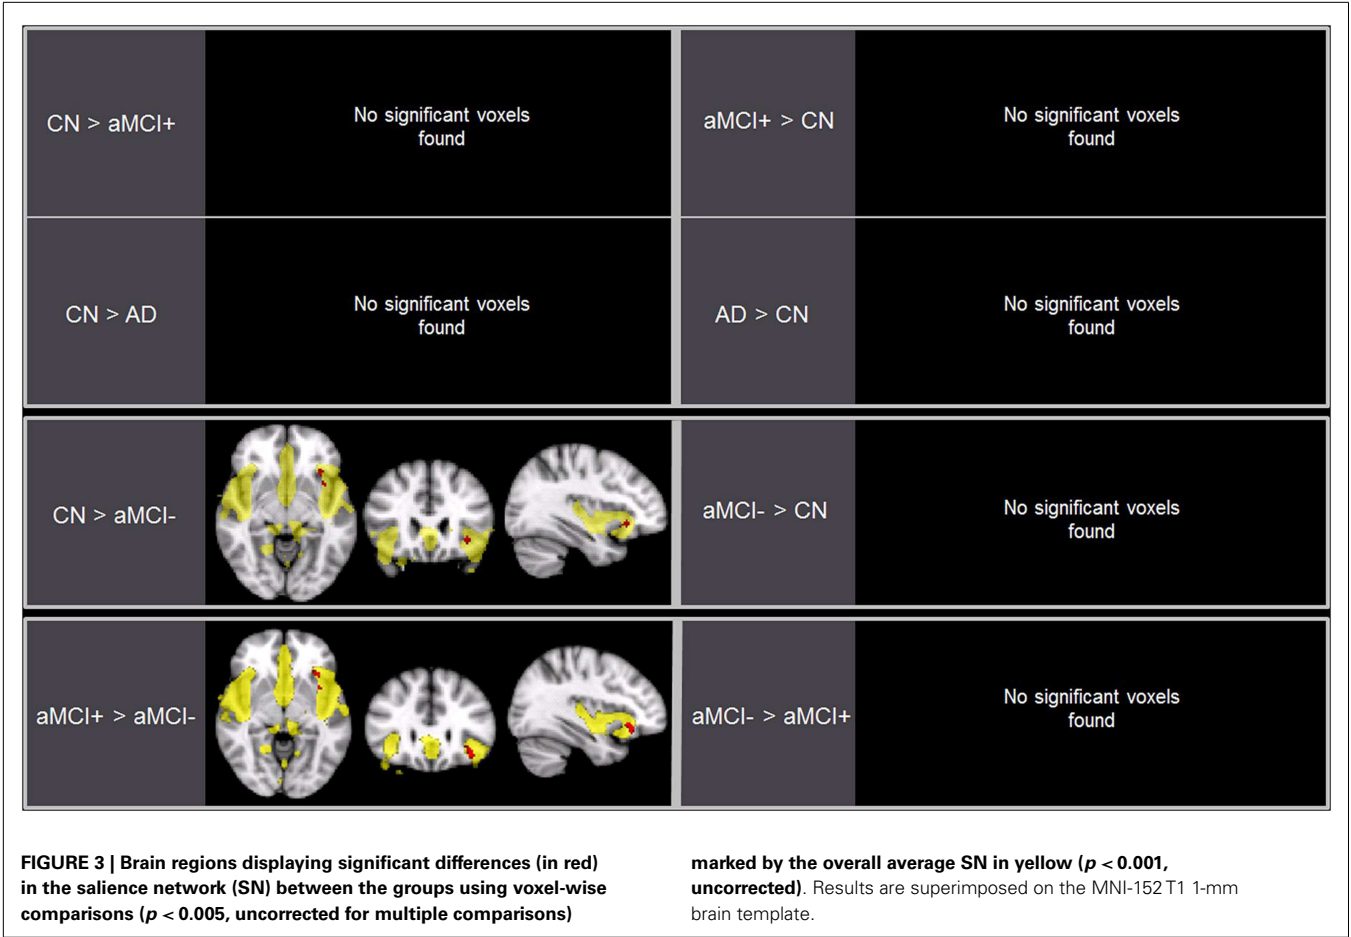 CN > aMCI+
No significant voxels
found
aMCI+ > CN
No significant voxels
found
CN > AD
No significant voxels
found
AD > CN
No significant voxels
found
CN > aMCI-
aMCI- > CN
No significant voxels
found
aMCI+ > aMCI-
aMCI- > aMCI+
No significant voxels
found
FIGURE 3 | Brain regions displaying significant differences (in red)
in the salience network (SN) between the groups using voxel-wise
comparisons (p < 0.005, uncorrected for multiple comparisons)
marked by the overall average SN in yellow (p < 0.001,
uncorrected). Results are superimposed on the MNI-152 T1 1-mm
brain template.